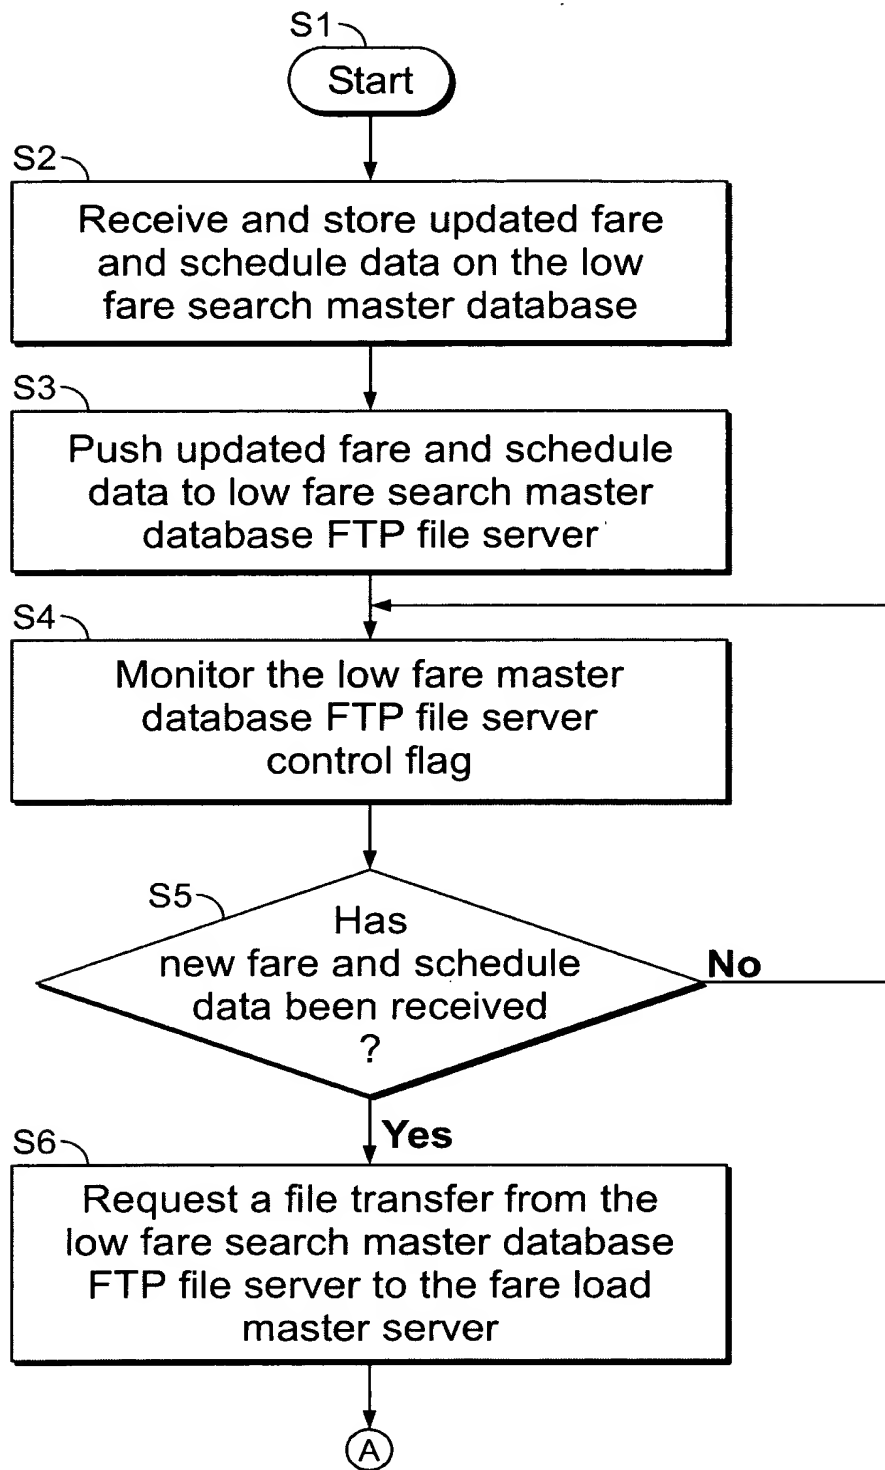 S1
Start
S2
Receive and store updated fare
and schedule data on the low
fare search master database
S3
Push updated fare and schedule
data to low fare search master
database FTP file server
S4
Monitor the low fare master
database FTP file server
control flag
S5
Has
new fare and schedule
data been received
?
No
Yes
S6
Request a file transfer from the
low fare search master database
FTP file server to the fare load
master server
A